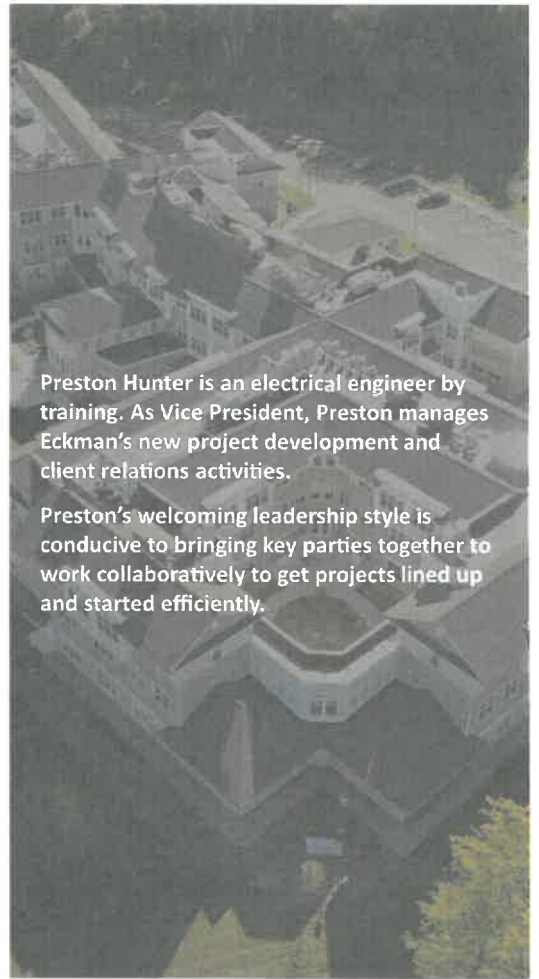 Preston Hunter is an electrical engineer by
training. As Vice President, Preston manages
Eckman's new project development and
client relations activities.
Preston's welcoming leadership style is
conducive to bringing key parties together to
work collaboratively to get projects lined up
and started efficiently.